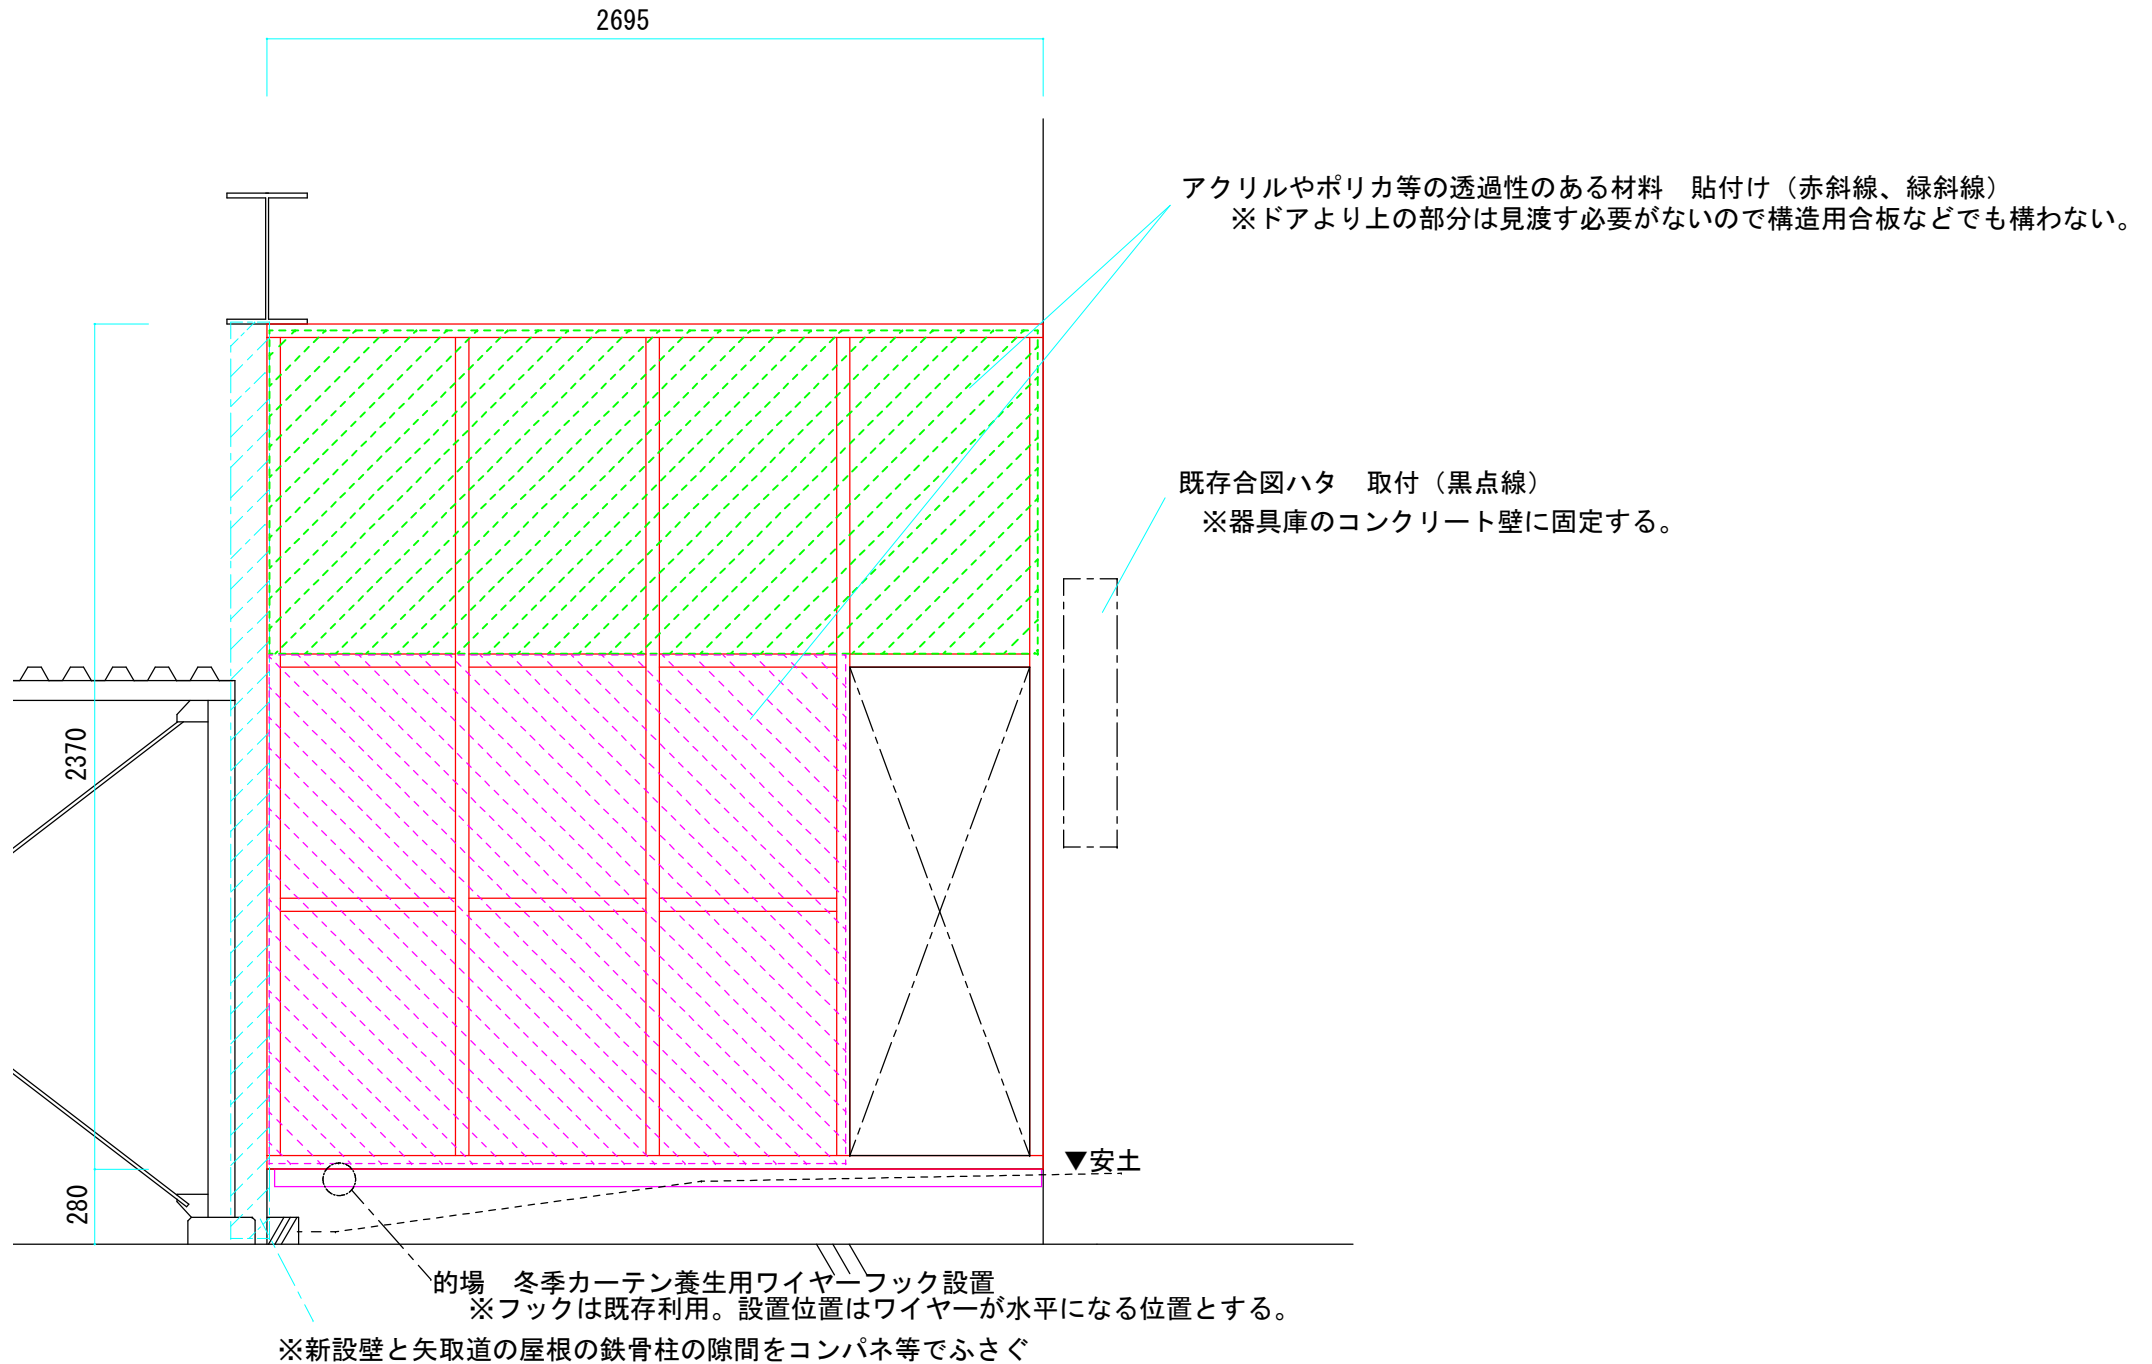 2695
アクリルやポリカ等の透過性のある材料　貼付け（赤斜線、緑斜線）
※ドアより上の部分は見渡す必要がないので構造用合板などでも構わない。
既存合図ハタ　取付（黒点線）
※器具庫のコンクリート壁に固定する。
2370
▼安土
280
的場　冬季カーテン養生用ワイヤーフック設置
※フックは既存利用。設置位置はワイヤーが水平になる位置とする。
※新設壁と矢取道の屋根の鉄骨柱の隙間をコンパネ等でふさぐ